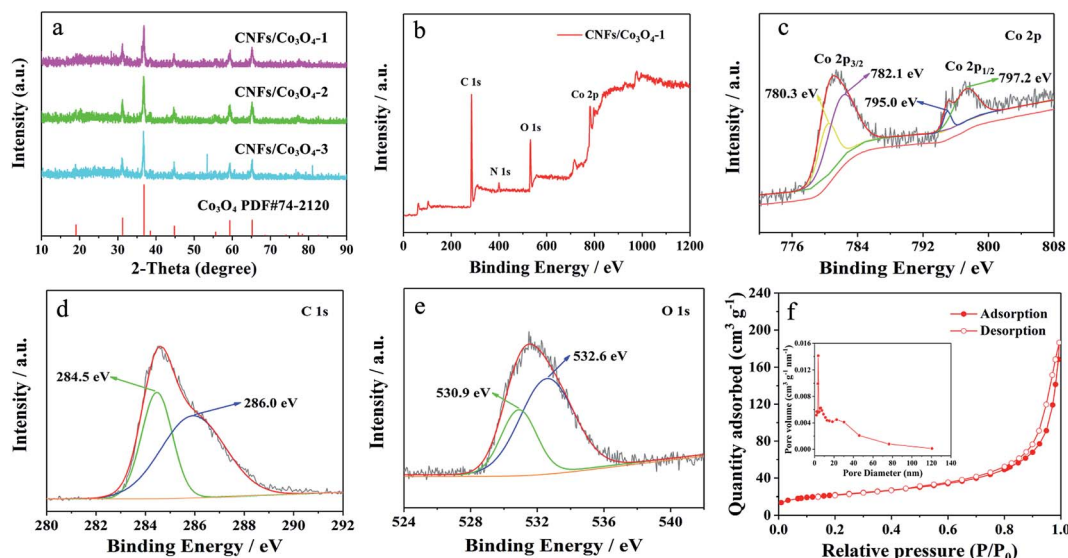 a
CNFs/Co₃O₄-1
CNFs/Co₃O₄-2
CNFs/Co₃O₄-3
Co₃O₄ PDF#74-2120
Intensity (a.u.)
10 20 30 40 50 60 70 80 90
2-Theta (degree)
b
CNFs/Co₃O₄-1
C 1s
N 1s
O 1s
Co 2p
Intensity / a.u.
0 200 400 600 800 1000 1200
Binding Energy / eV
c
Co 2p
Co 2p₃/₂
Co 2p₁/₂
780.3 eV
782.1 eV
795.0 eV
797.2 eV
Intensity / a.u.
776 784 792 800 808
Binding Energy / eV
d
C 1s
284.5 eV
286.0 eV
Intensity / a.u.
280 282 284 286 288 290 292
Binding Energy / eV
e
O 1s
530.9 eV
532.6 eV
Intensity / a.u.
524 528 532 536 540
Binding Energy / eV
f
Adsorption
Desorption
Quantity adsorbed (cm³ g⁻¹)
240
200
160
120
80
40
0
0.0 0.2 0.4 0.6 0.8 1.0
Relative pressure (P/P₀)
Pore volume (cm³ g⁻¹ nm⁻¹)
0.016
0.012
0.008
0.004
0.000
0 20 40 60 80 100 120 140
Pore Diameter (nm)